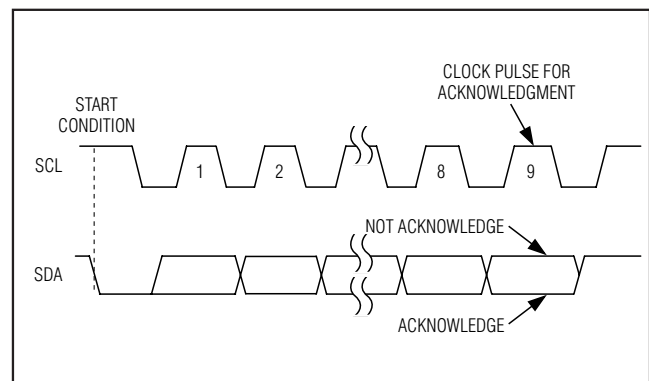 CLOCK PULSE FOR
ACKNOWLEDGMENT
START
CONDITION
SCL
1 2 8 9
NOT ACKNOWLEDGE
SDA
ACKNOWLEDGE